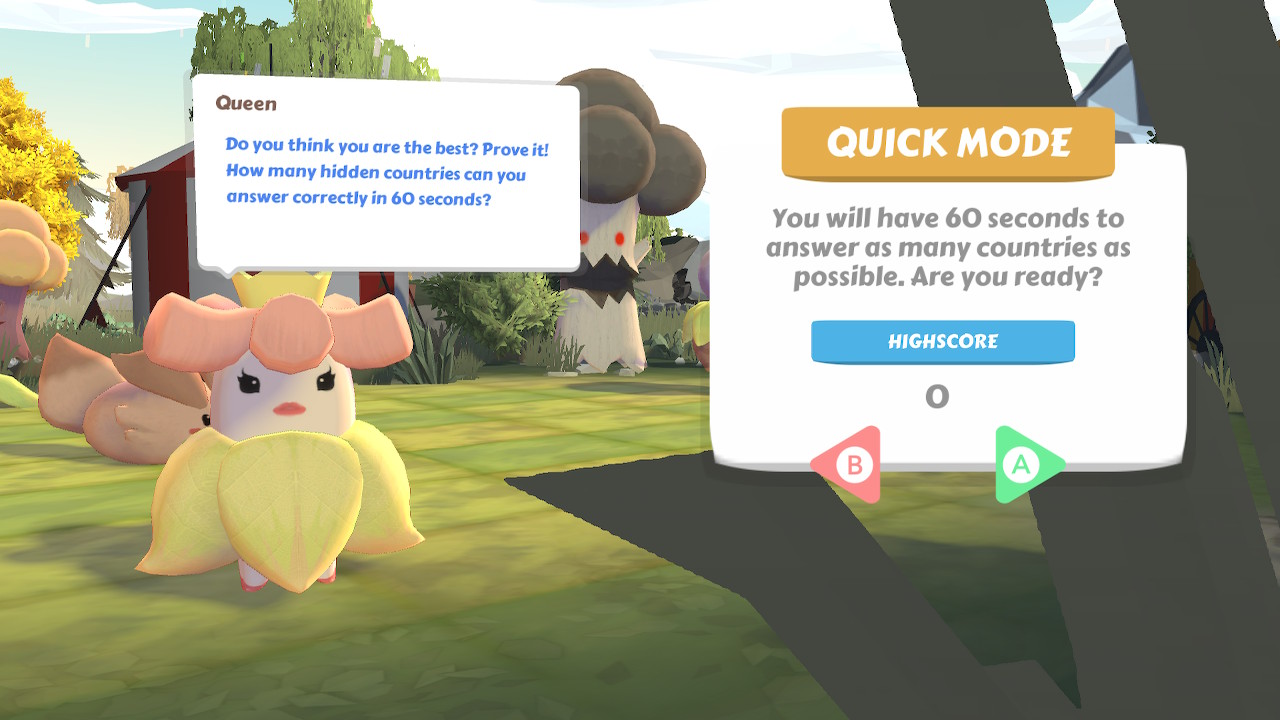 Queen
Do you think you are the best? Prove it!
How many hidden countries can you
answer correctly in 60 seconds?
QUICK MODE
You will have 60 seconds to
answer as many countries as
possible. Are you ready?
HIGHSCORE
0
B
A